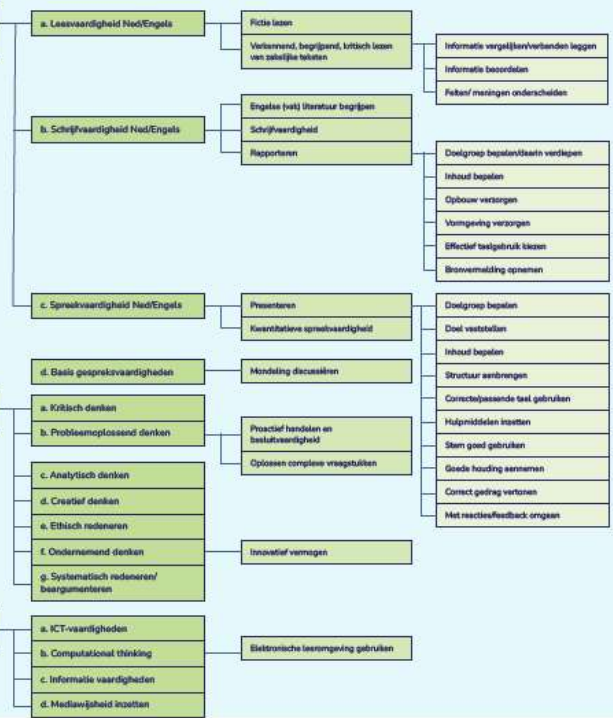 a. Leesvaardigheid Ned/Engels
Fictie lezen
Verkennend, begrijpend, kritisch lezen
van zakelijke teksten
Informatie vergelijken/verbanden leggen
Informatie beoordelen
Feiten/ meningen onderscheiden
b. Schrijfvaardigheid Ned/Engels
Engelse (vak) literatuur begrijpen
Schrijfvaardigheid
Rapporteren
Doelgroep bepalen/daarin verdiepen
Inhoud bepalen
Opbouw verzorgen
Vormgeving verzorgen
Effectief taalgebruik kiezen
Bronvermelding opnemen
c. Spreekvaardigheid Ned/Engels
Presenteren
Kwantitatieve spreekvaardigheid
Doelgroep bepalen
Doel vaststellen
Inhoud bepalen
Structuur aanbrengen
Correcte/passende taal gebruiken
Hulpmiddelen inzetten
Stem goed gebruiken
Goede houding aannemen
Correct gedrag vertonen
Met reacties/feedback omgaan
d. Basis gespreksvaardigheden
Mondeling discussiëren
a. Kritisch denken
b. Probleemoplossend denken
Proactief handelen en
besluitvaardigheid
Oplossen complexe vraagstukken
c. Analytisch denken
d. Creatief denken
e. Ethisch redeneren
f. Ondernemend denken
Innovatief vermogen
g. Systematisch redeneren/
beargumenteren
a. ICT-vaardigheden
b. Computational thinking
Elektronische leeromgeving gebruiken
c. Informatie vaardigheden
d. Mediawijsheid inzetten